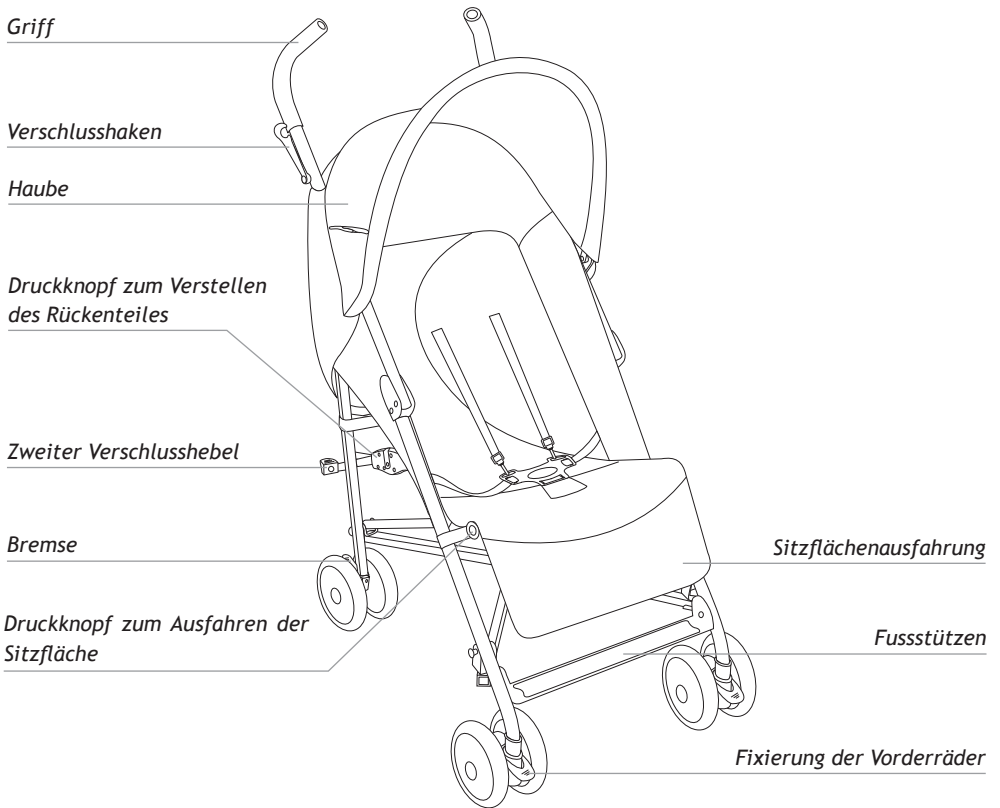 Griff
Verschlusshaken
Haube
Druckknopf zum Verstellen
des Rückenteiles
Zweiter Verschlusshebel
Bremse
Sitzflächenausfahrung
Druckknopf zum Ausfahren der
Sitzfläche
Fussstützen
Fixierung der Vorderräder